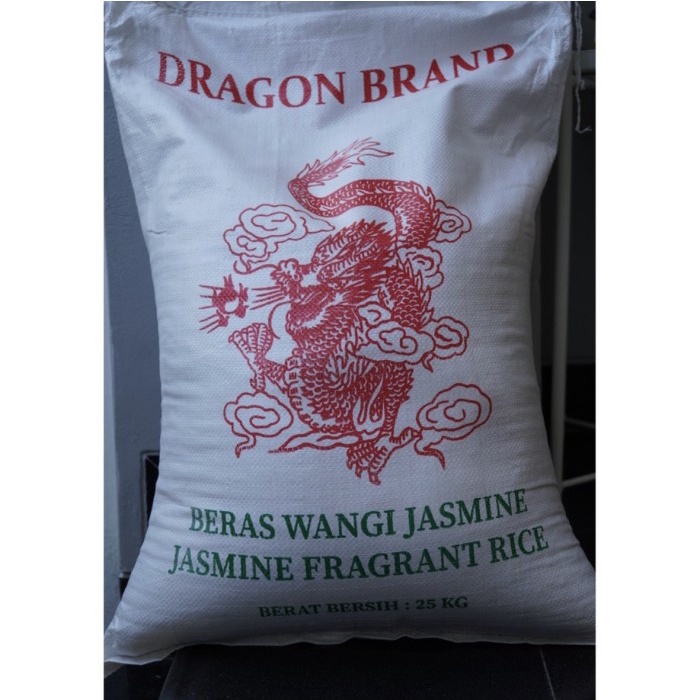 DRAGON BRAND
BERAS WANGI JASMINE
JASMINE FRAGRANT RICE
BERAT BERSIH : 25 KG